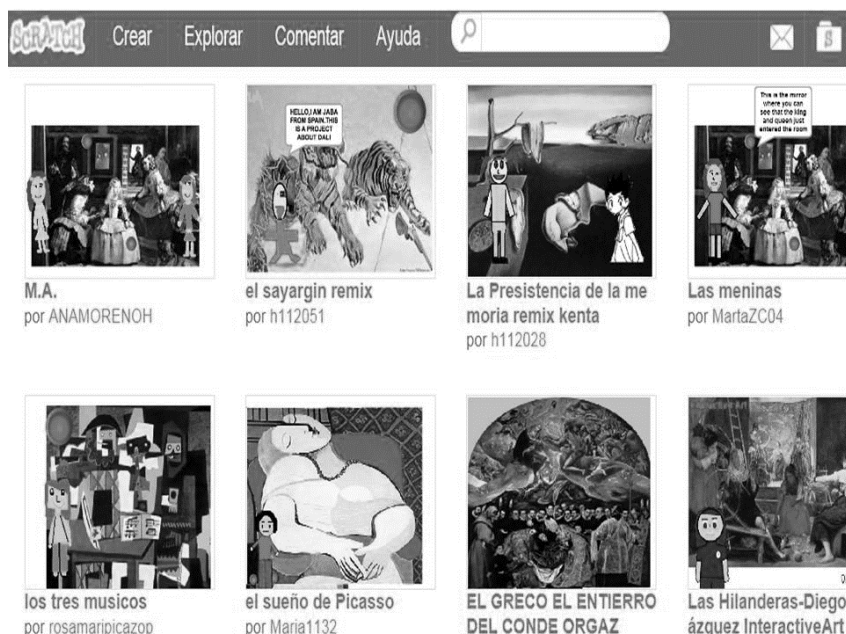 SCRATCH Crear Explorar Comentar Ayuda
HELLO,I AM JABA
FROM SPAIN.THIS
IS A PROJECT
ABOUT DALI
This is the mirror
where you can
see that the king
and queen just
entered the room
M.A.
por ANAMORENOH
el sayargin remix
por h112051
La Presistencia de la me
moria remix kenta
por h112028
Las meninas
por MartaZC04
los tres musicos
por rosamaripicazop
el sueño de Picasso
por Maria1132
EL GRECO EL ENTIERRO
DEL CONDE ORGAZ
Las Hilanderas-Diego
ázquez InteractiveArt